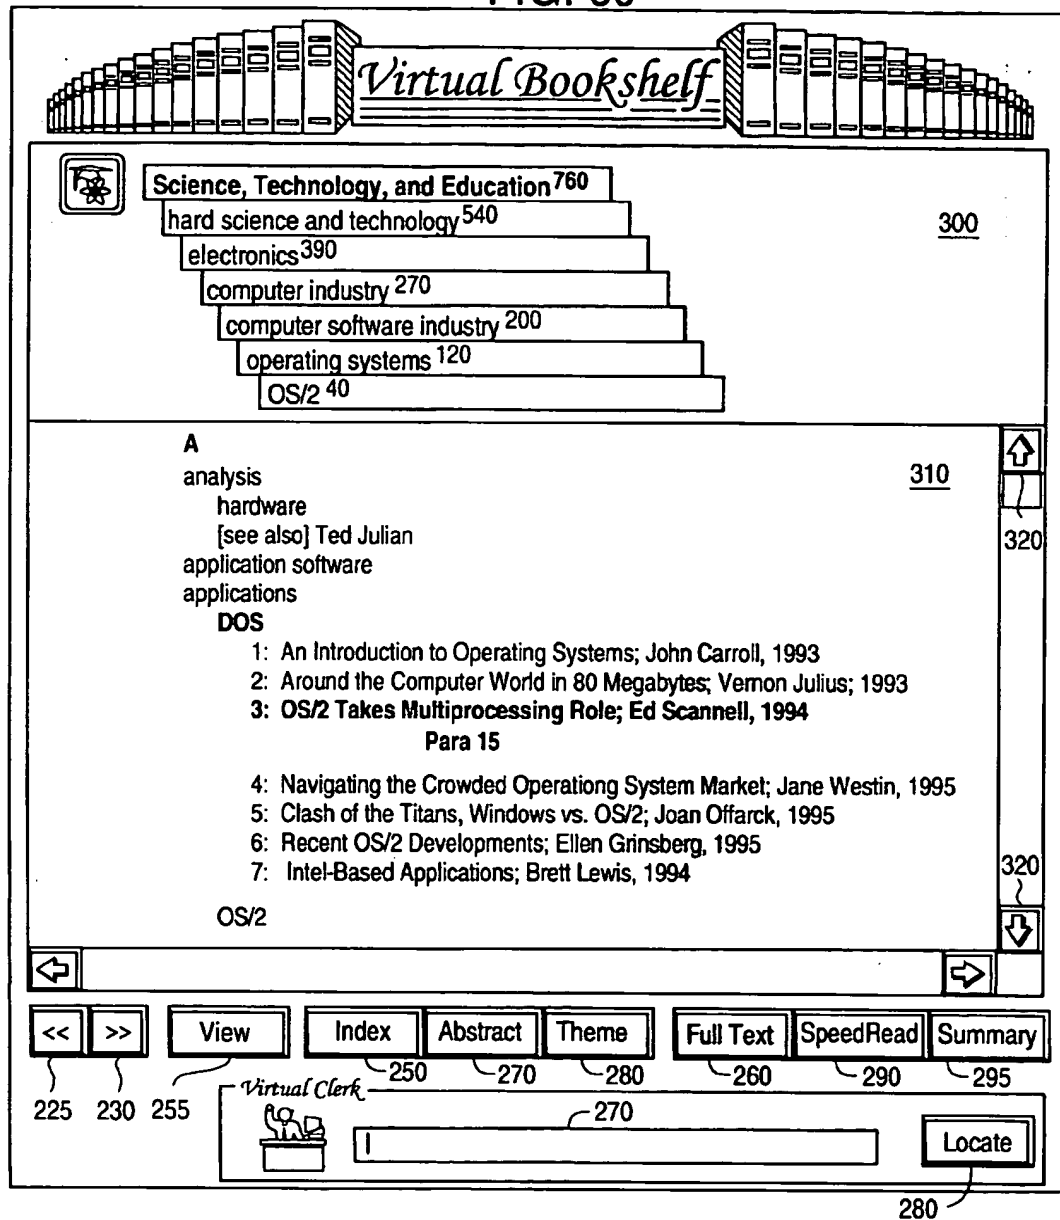 Virtual Bookshelf
Science, Technology, and Education 760
hard science and technology 540
300
electronics 390
computer industry 270
computer software industry 200
operating systems 120
OS/2 40
A
analysis
310
hardware
[see also] Ted Julian
320
application software
applications
DOS
1: An Introduction to Operating Systems; John Carroll, 1993
2: Around the Computer World in 80 Megabytes; Vernon Julius; 1993
3: OS/2 Takes Multiprocessing Role; Ed Scannell, 1994
Para 15
4: Navigating the Crowded Operationg System Market; Jane Westin, 1995
5: Clash of the Titans, Windows vs. OS/2; Joan Offarck, 1995
6: Recent OS/2 Developments; Ellen Grinsberg, 1995
7: Intel-Based Applications; Brett Lewis, 1994
320
OS/2
<< >> View Index Abstract Theme Full Text SpeedRead Summary
250 270 280 260 290 295
225 230 255
Virtual Clerk
270
Locate
280